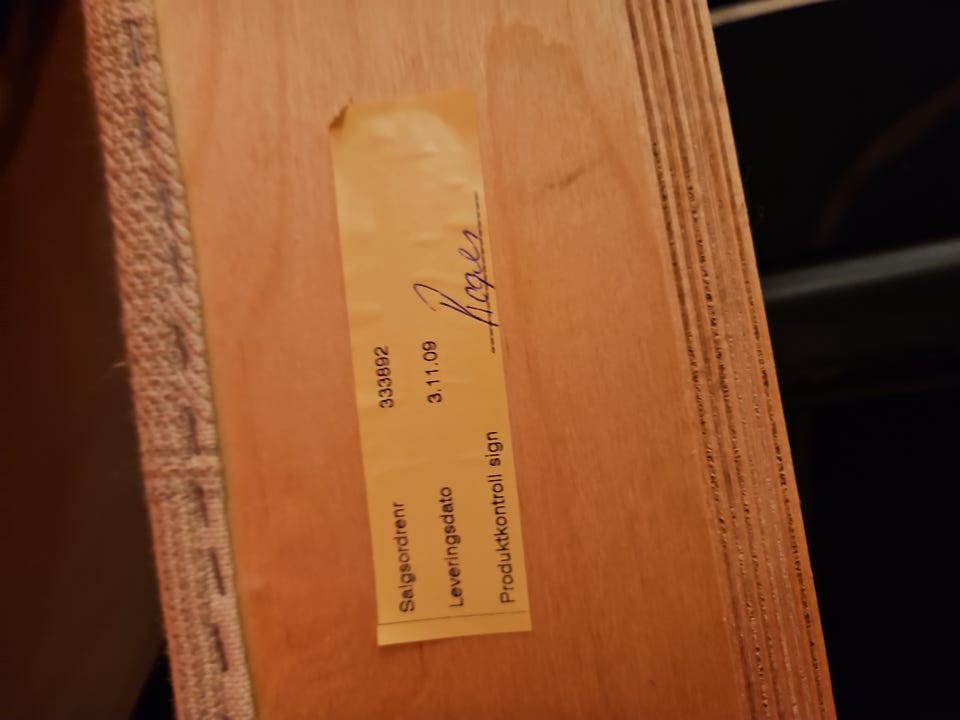 Salgsordrenr 333892
Leveringsdato 3.11.09
Produktkontroll sign